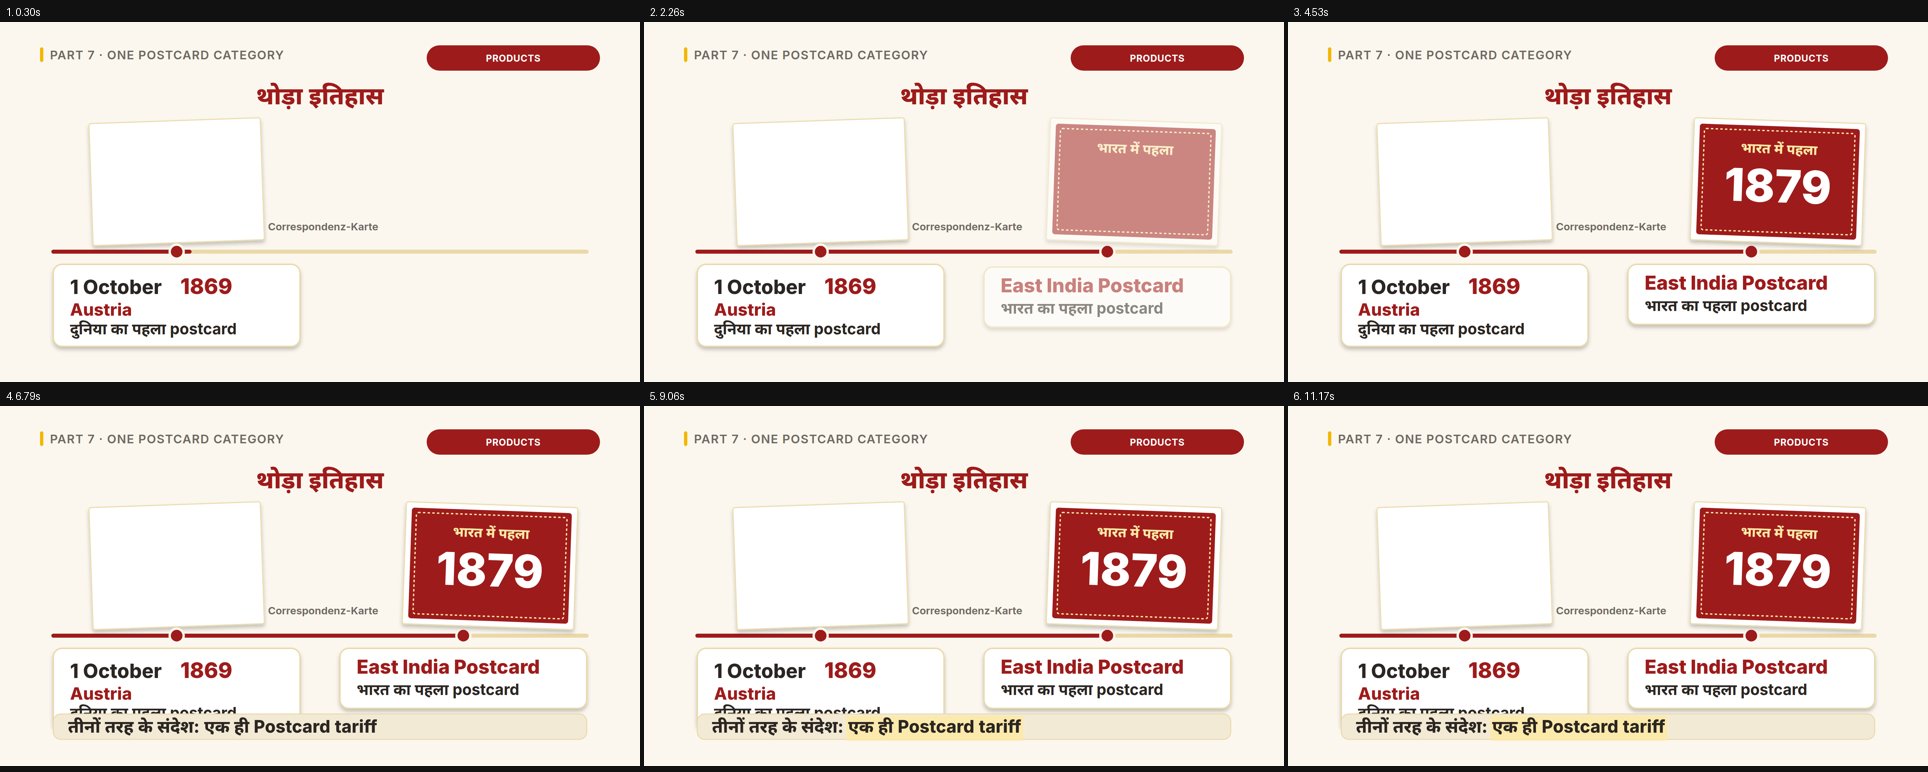 1. 0.30s
PART 7 · ONE POSTCARD CATEGORY
PRODUCTS
थोड़ा इतिहास
Correspondenz-Karte
1 October 1869
Austria
दुनिया का पहला postcard
2. 2.26s
PART 7 · ONE POSTCARD CATEGORY
PRODUCTS
थोड़ा इतिहास
भारत में पहला
Correspondenz-Karte
1 October 1869
Austria
दुनिया का पहला postcard
East India Postcard
भारत का पहला postcard
3. 4.53s
PART 7 · ONE POSTCARD CATEGORY
PRODUCTS
थोड़ा इतिहास
भारत में पहला
1879
Correspondenz-Karte
1 October 1869
Austria
दुनिया का पहला postcard
East India Postcard
भारत का पहला postcard
4. 6.79s
PART 7 · ONE POSTCARD CATEGORY
PRODUCTS
थोड़ा इतिहास
भारत में पहला
1879
Correspondenz-Karte
1 October 1869
Austria
दुनिया का पहला postcard
East India Postcard
भारत का पहला postcard
तीनों तरह के संदेश: एक ही Postcard tariff
5. 9.06s
PART 7 · ONE POSTCARD CATEGORY
PRODUCTS
थोड़ा इतिहास
भारत में पहला
1879
Correspondenz-Karte
1 October 1869
Austria
दुनिया का पहला postcard
East India Postcard
भारत का पहला postcard
तीनों तरह के संदेश: एक ही Postcard tariff
6. 11.17s
PART 7 · ONE POSTCARD CATEGORY
PRODUCTS
थोड़ा इतिहास
भारत में पहला
1879
Correspondenz-Karte
1 October 1869
Austria
दुनिया का पहला postcard
East India Postcard
भारत का पहला postcard
तीनों तरह के संदेश: एक ही Postcard tariff